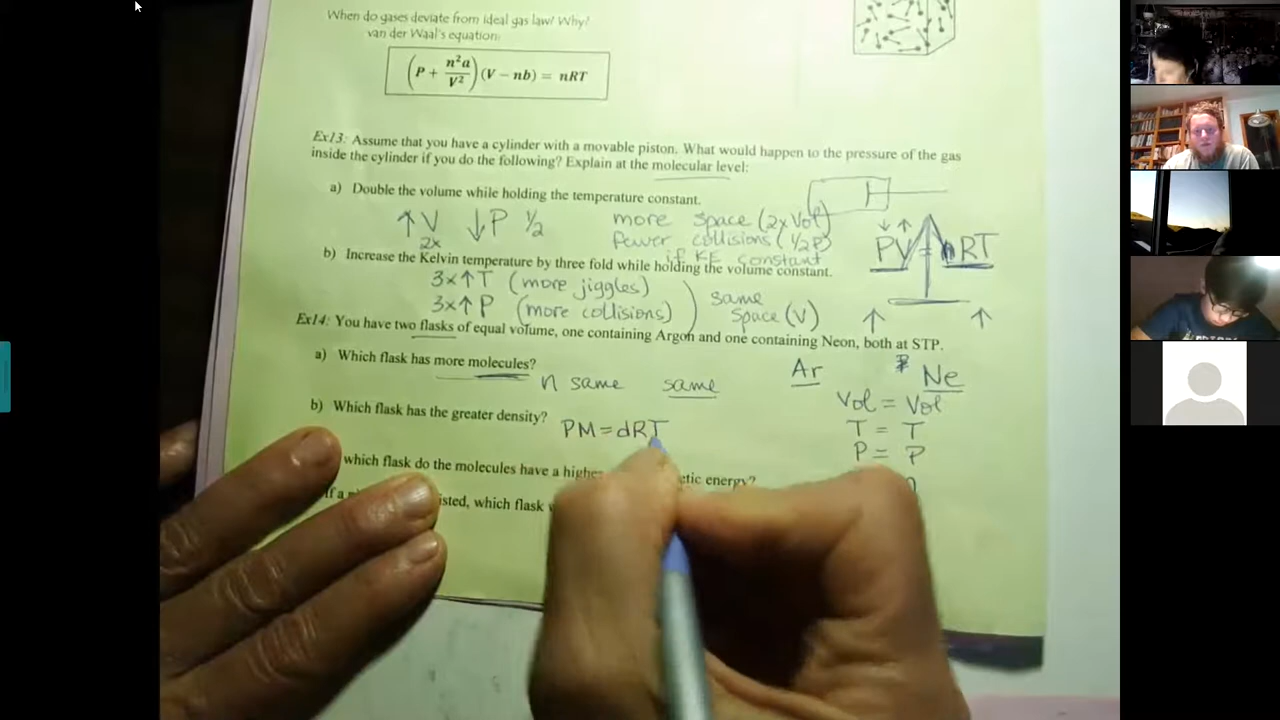 When do gases deviate from ideal gas law? Why?
van der Waal's equation:
(P + n²a/V²)(V − nb) = nRT
Ex13: Assume that you have a cylinder with a movable piston. What would happen to the pressure of the gas
inside the cylinder if you do the following? Explain at the molecular level:
a) Double the volume while holding the temperature constant.
↑V ↓P ½ more space (2x Vol)
2x fewer collisions (½P)
if KE constant
↓ ↑
PV = nRT
b) Increase the Kelvin temperature by three fold while holding the volume constant.
3x↑T (more jiggles)
3x↑P (more collisions)
same
space (V)
Ex14: You have two flasks of equal volume, one containing Argon and one containing Neon, both at STP.
a) Which flask has more molecules?
n same same
Ar Ne
Vol = Vol
T = T
P = P
b) Which flask has the greater density?
PM = dRT
which flask do the molecules have a higher energy?
If a isted, which flask